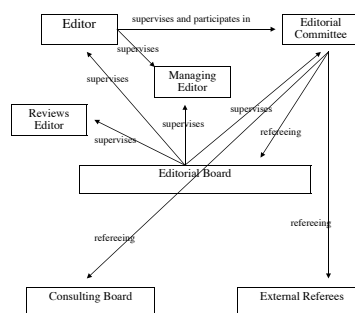 Editor
supervises and participates in
Editorial
Committee
supervises
Managing
Editor
supervises
Reviews
Editor
supervises
refereeing
supervises
supervises
Editorial Board
refereeing
refereeing
Consulting Board
External Referees